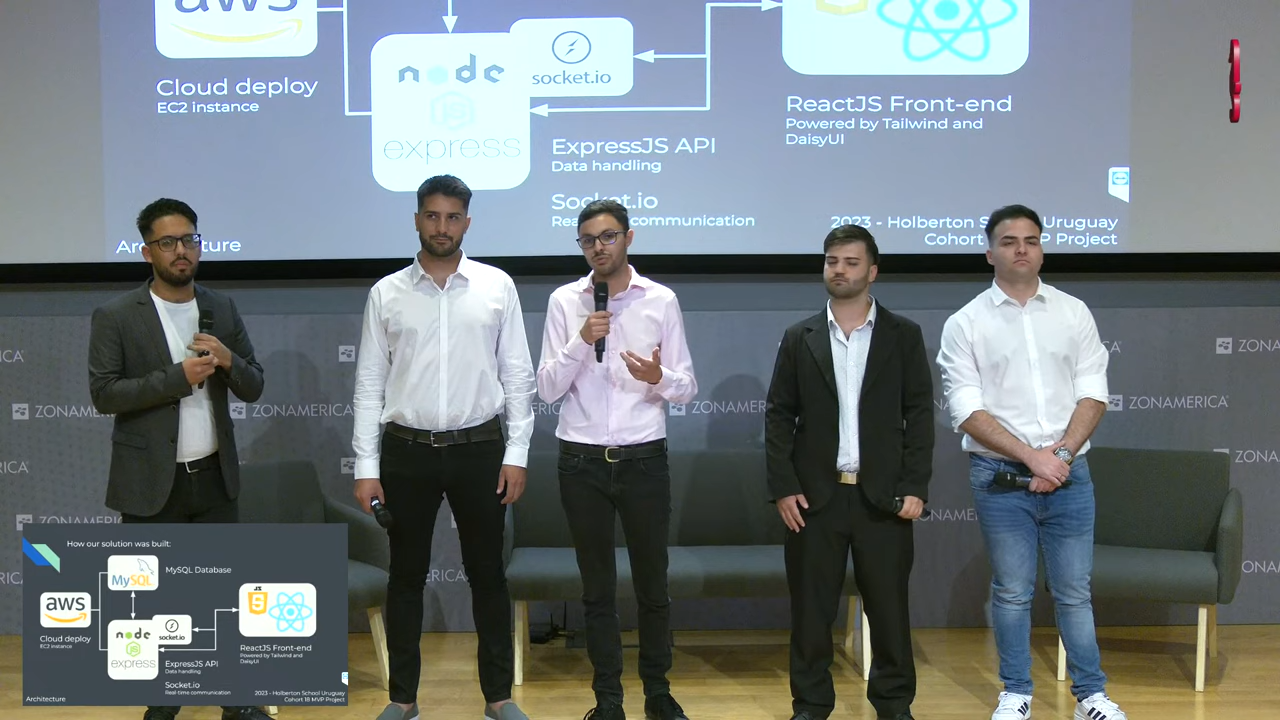 aws
Cloud deploy
EC2 instance
node
JS
express
socket.io
ExpressJS API
Data handling
Socket.io
communication
ReactJS Front-end
Powered by Tailwind and
DaisyUI
2023 - Holberton Uruguay
Cohort Project
ZONAMERICA
ZONAMERICA
ZONAMERICA
How our solution was built:
MySQL
MySQL Database
aws
Cloud deploy
EC2 instance
node
JS
express
socket.io
ExpressJS API
Data handling
Socket.io
Real-time communication
JS
ReactJS Front-end
Powered by Tailwind and
DaisyUI
Architecture
2023 - Holberton School Uruguay
Cohort 18 MVP Project